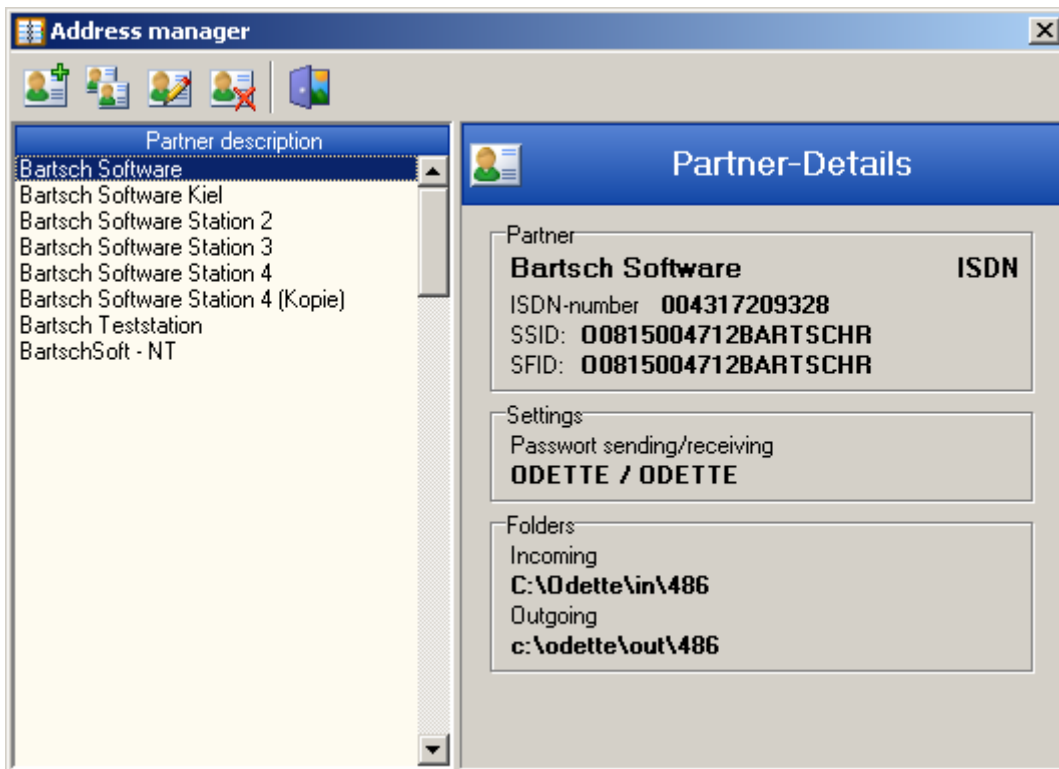 Address manager
Partner description
Bartsch Software
Bartsch Software Kiel
Bartsch Software Station 2
Bartsch Software Station 3
Bartsch Software Station 4
Bartsch Software Station 4 (Kopie)
Bartsch Teststation
BartschSoft - NT
Partner-Details
Partner
Bartsch Software ISDN
ISDN-number 004317209328
SSID: O0815004712BARTSCHR
SFID: O0815004712BARTSCHR
Settings
Passwort sending/receiving
ODETTE / ODETTE
Folders
Incoming
C:\Odette\in\486
Outgoing
c:\odette\out\486